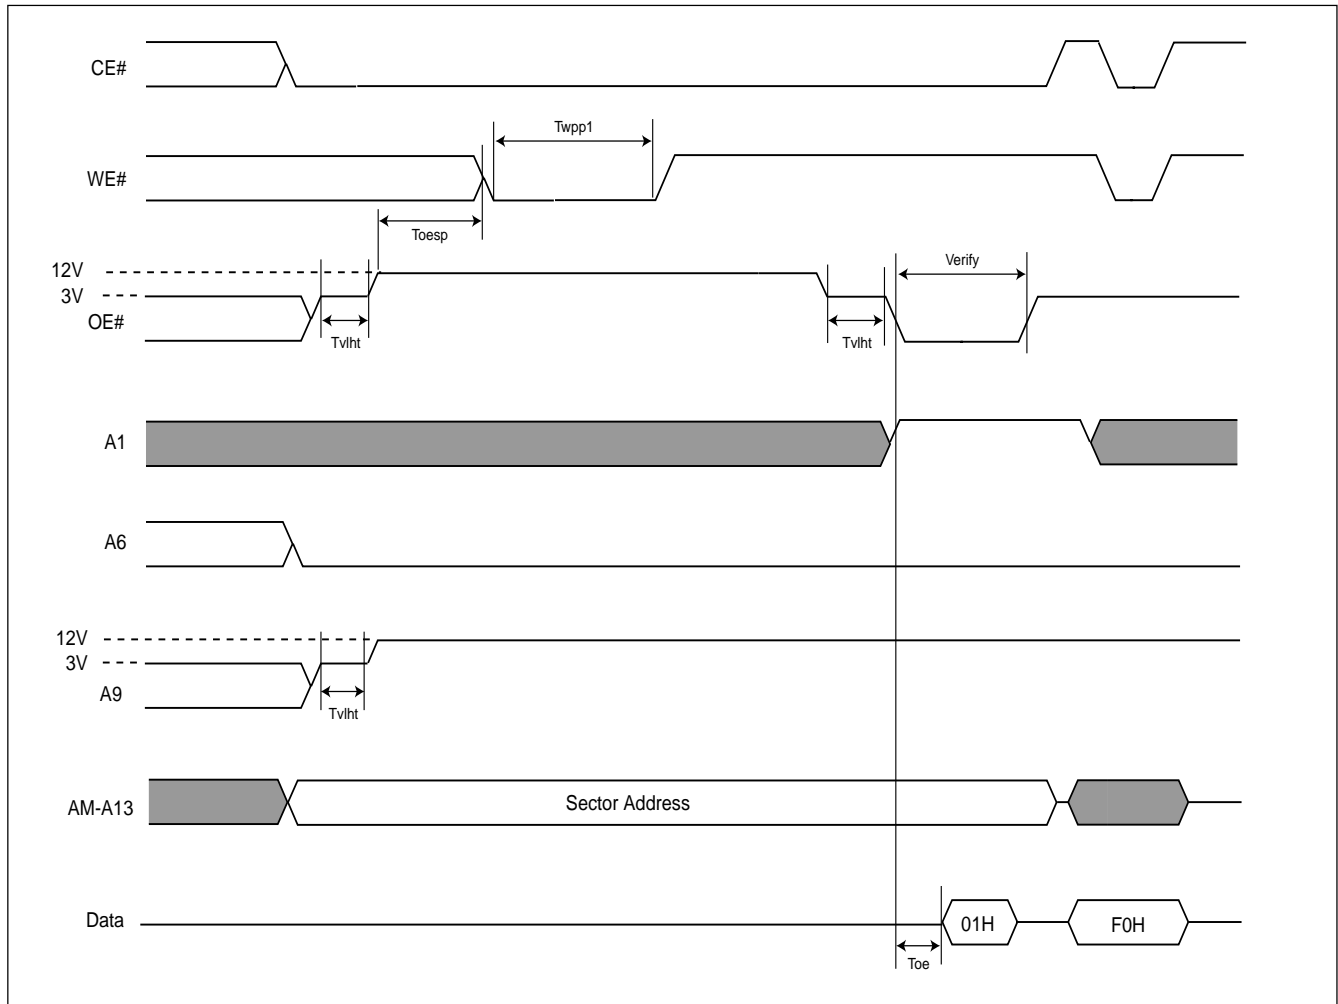 CE#
Twpp1
WE#
Toesp
12V
Verify
3V
OE#
Tvlht
Tvlht
A1
A6
12V
3V
A9
Tvlht
Sector Address
AM-A13
Data
01H
F0H
Toe